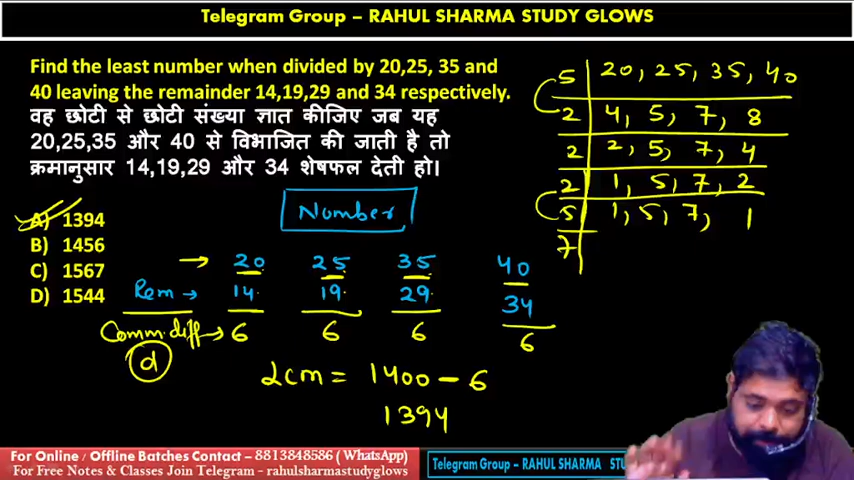 Telegram Group – RAHUL SHARMA STUDY GLOWS
Find the least number when divided by 20,25, 35 and
40 leaving the remainder 14,19,29 and 34 respectively.
वह छोटी से छोटी संख्या ज्ञात कीजिए जब यह
20,25,35 और 40 से विभाजित की जाती है तो
क्रमानुसार 14,19,29 और 34 शेषफल देती हो।
A) 1394
B) 1456
C) 1567
D) 1544
Number
→ 20 25 35 40
Rem → 14 19 29 34
Comm. diff → 6 6 6 6
d
Lcm = 1400 – 6
1394
5 20, 25, 35, 40
2 4, 5, 7, 8
2 2, 5, 7, 4
2 1, 5, 7, 2
5 1, 5, 7, 1
7
For Online / Offline Batches Contact – 8813848586 ( WhatsApp)
For Free Notes & Classes Join Telegram - rahulsharmastudyglows
Telegram Group – RAHUL SHARMA STU